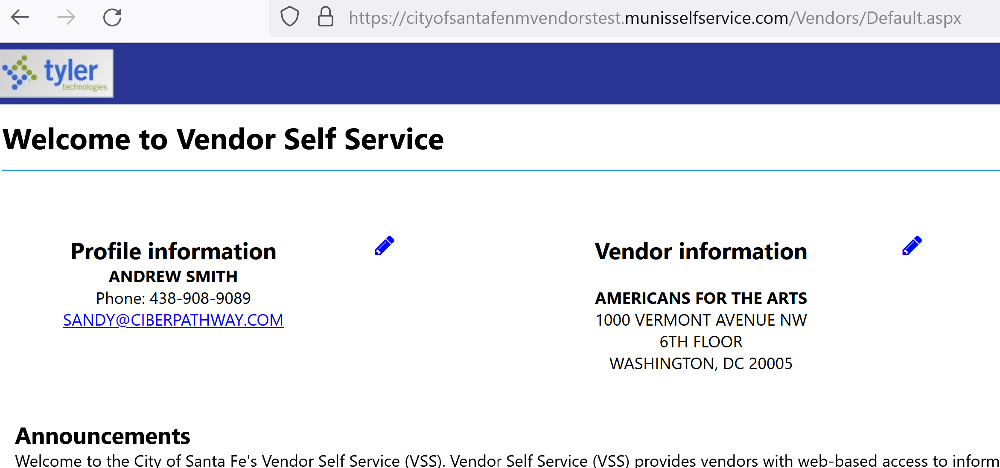 https://cityofsantafenmvendorstest.munisselfservice.com/Vendors/Default.aspx
tyler
technologies
Welcome to Vendor Self Service
Profile information
ANDREW SMITH
Phone: 438-908-9089
SANDY@CIBERPATHWAY.COM
Vendor information
AMERICANS FOR THE ARTS
1000 VERMONT AVENUE NW
6TH FLOOR
WASHINGTON, DC 20005
Announcements
Welcome to the City of Santa Fe's Vendor Self Service (VSS). Vendor Self Service (VSS) provides vendors with web-based access to inform